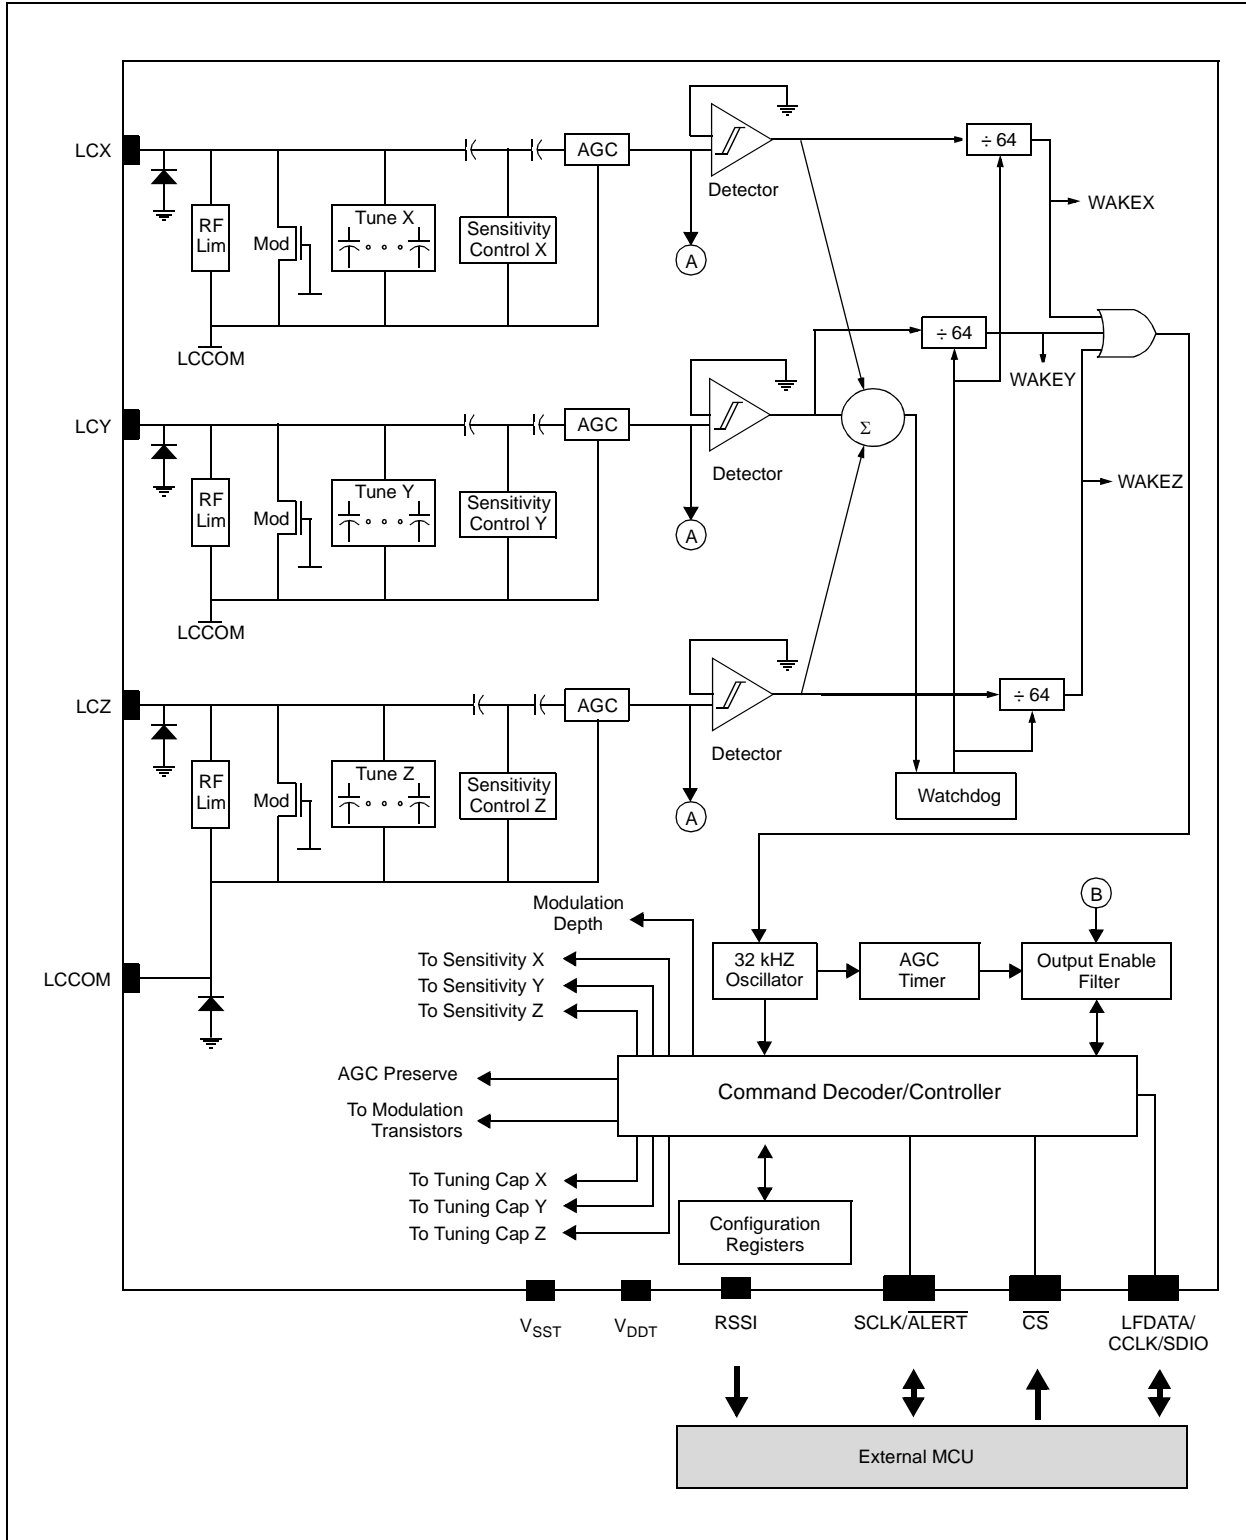 LCX
AGC
Detector
÷ 64
WAKEX
RF
Lim
Mod
Tune X
Sensitivity
Control X
A
LCCOM
÷ 64
WAKEY
LCY
AGC
Detector
Σ
WAKEZ
RF
Lim
Mod
Tune Y
Sensitivity
Control Y
A
LCCOM
LCZ
AGC
Detector
÷ 64
RF
Lim
Mod
Tune Z
Sensitivity
Control Z
A
Watchdog
LCCOM
Modulation
Depth
B
To Sensitivity X
To Sensitivity Y
To Sensitivity Z
32 kHZ
Oscillator
AGC
Timer
Output Enable
Filter
AGC Preserve
To Modulation
Transistors
Command Decoder/Controller
To Tuning Cap X
To Tuning Cap Y
To Tuning Cap Z
Configuration
Registers
VSST
VDDT
RSSI
SCLK/ALERT
CS
LFDATA/
CCLK/SDIO
External MCU